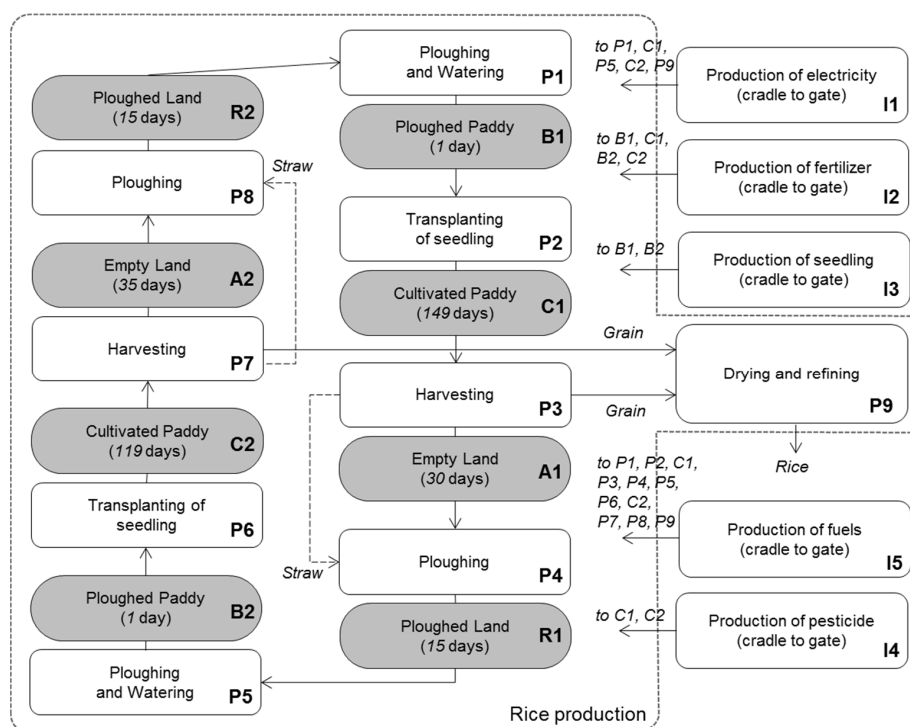 Ploughing
and Watering
P1
Ploughed Paddy
(1 day)
B1
Transplanting
of seedling
P2
Cultivated Paddy
(149 days)
C1
Harvesting
P3
Empty Land
(30 days)
A1
Straw
Ploughing
P4
Ploughed Land
(15 days)
R1
Ploughing
and Watering
P5
Ploughed Paddy
(1 day)
B2
Transplanting of
seedling
P6
Cultivated Paddy
(119 days)
C2
Harvesting
P7
Empty Land
(35 days)
A2
Straw
Ploughing
P8
Ploughed Land
(15 days)
R2
Grain
Grain
Drying and refining
P9
Rice
to P1, C1,
P5, C2, P9
Production of electricity
(cradle to gate)
I1
to B1, C1,
B2, C2
Production of fertilizer
(cradle to gate)
I2
to B1, B2
Production of seedling
(cradle to gate)
I3
to P1, P2, C1,
P3, P4, P5,
P6, C2,
P7, P8, P9
Production of fuels
(cradle to gate)
I5
to C1, C2
Production of pesticide
(cradle to gate)
I4
Rice production